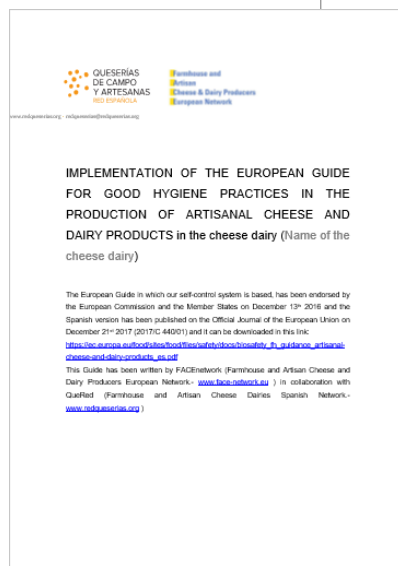 QUESERÍAS
DE CAMPO
Y ARTESANAS
RED ESPAÑOLA
Farmhouse and
Artisan
Cheese & Dairy Producers
European Network
www.redqueserias.org - redqueserias@redqueserias.org
IMPLEMENTATION OF THE EUROPEAN GUIDE
FOR GOOD HYGIENE PRACTICES IN THE
PRODUCTION OF ARTISANAL CHEESE AND
DAIRY PRODUCTS in the cheese dairy (Name of the
cheese dairy)
The European Guide in which our self-control system is based, has been endorsed by
the European Commission and the Member States on December 13th 2016 and the
Spanish version has been published on the Official Journal of the European Union on
December 21st 2017 (2017/C 440/01) and it can be downloaded in this link:
https://ec.europa.eu/food/sites/food/files/safety/docs/biosafety_fh_guidance_artisanal-
cheese-and-dairy-products_es.pdf
This Guide has been written by FACEnetwork (Farmhouse and Artisan Cheese and
Dairy Producers European Network.- www.face-network.eu ) in collaboration with
QueRed (Farmhouse and Artisan Cheese Dairies Spanish Network.-
www.redqueserias.org )